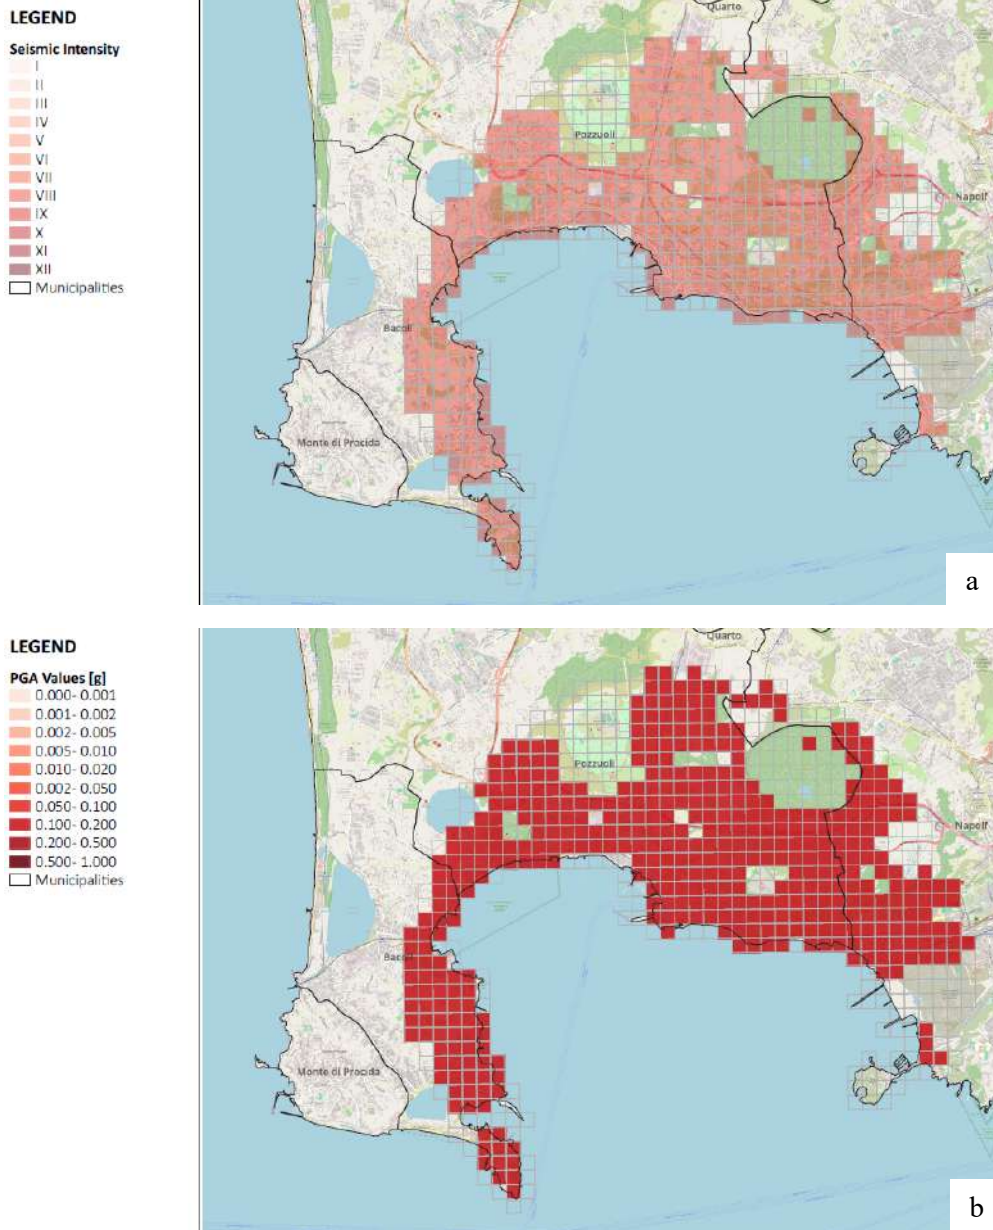 LEGEND
Seismic Intensity
I
II
III
IV
V
VI
VII
VIII
IX
X
XI
XII
Municipalities
Quarto
Pozzuoli
Napoli
Bacoli
Monte di Procida
a
LEGEND
PGA Values [g]
0.000- 0.001
0.001- 0.002
0.002- 0.005
0.005- 0.010
0.010- 0.020
0.002- 0.050
0.050- 0.100
0.100- 0.200
0.200- 0.500
0.500- 1.000
Municipalities
Quarto
Pozzuoli
Napoli
Bacoli
Monte di Procida
b